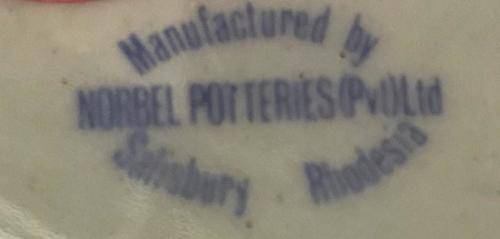 Manufactured by
NORBEL POTTERIES (Pvt) Ltd
Salisbury Rhodesia